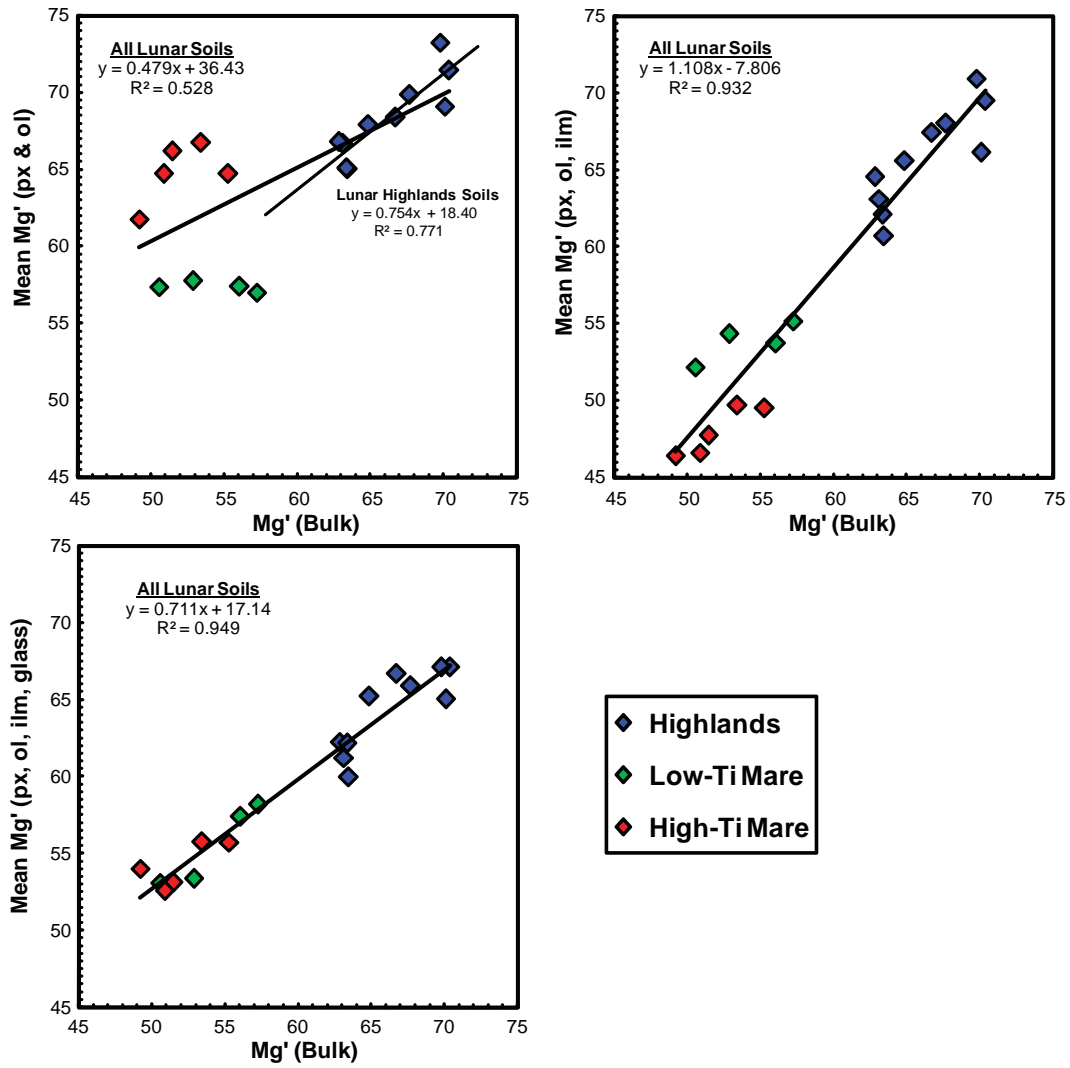 75
70
65
60
55
50
45
Mean Mg' (px & ol)
All Lunar Soils
y = 0.479x + 36.43
R² = 0.528
Lunar Highlands Soils
y = 0.754x + 18.40
R² = 0.771
45 50 55 60 65 70 75
Mg' (Bulk)
75
70
65
60
55
50
45
Mean Mg' (px, ol, ilm)
All Lunar Soils
y = 1.108x - 7.806
R² = 0.932
45 50 55 60 65 70 75
Mg' (Bulk)
75
70
65
60
55
50
45
Mean Mg' (px, ol, ilm, glass)
All Lunar Soils
y = 0.711x + 17.14
R² = 0.949
45 50 55 60 65 70 75
Mg' (Bulk)
Highlands
Low-Ti Mare
High-Ti Mare